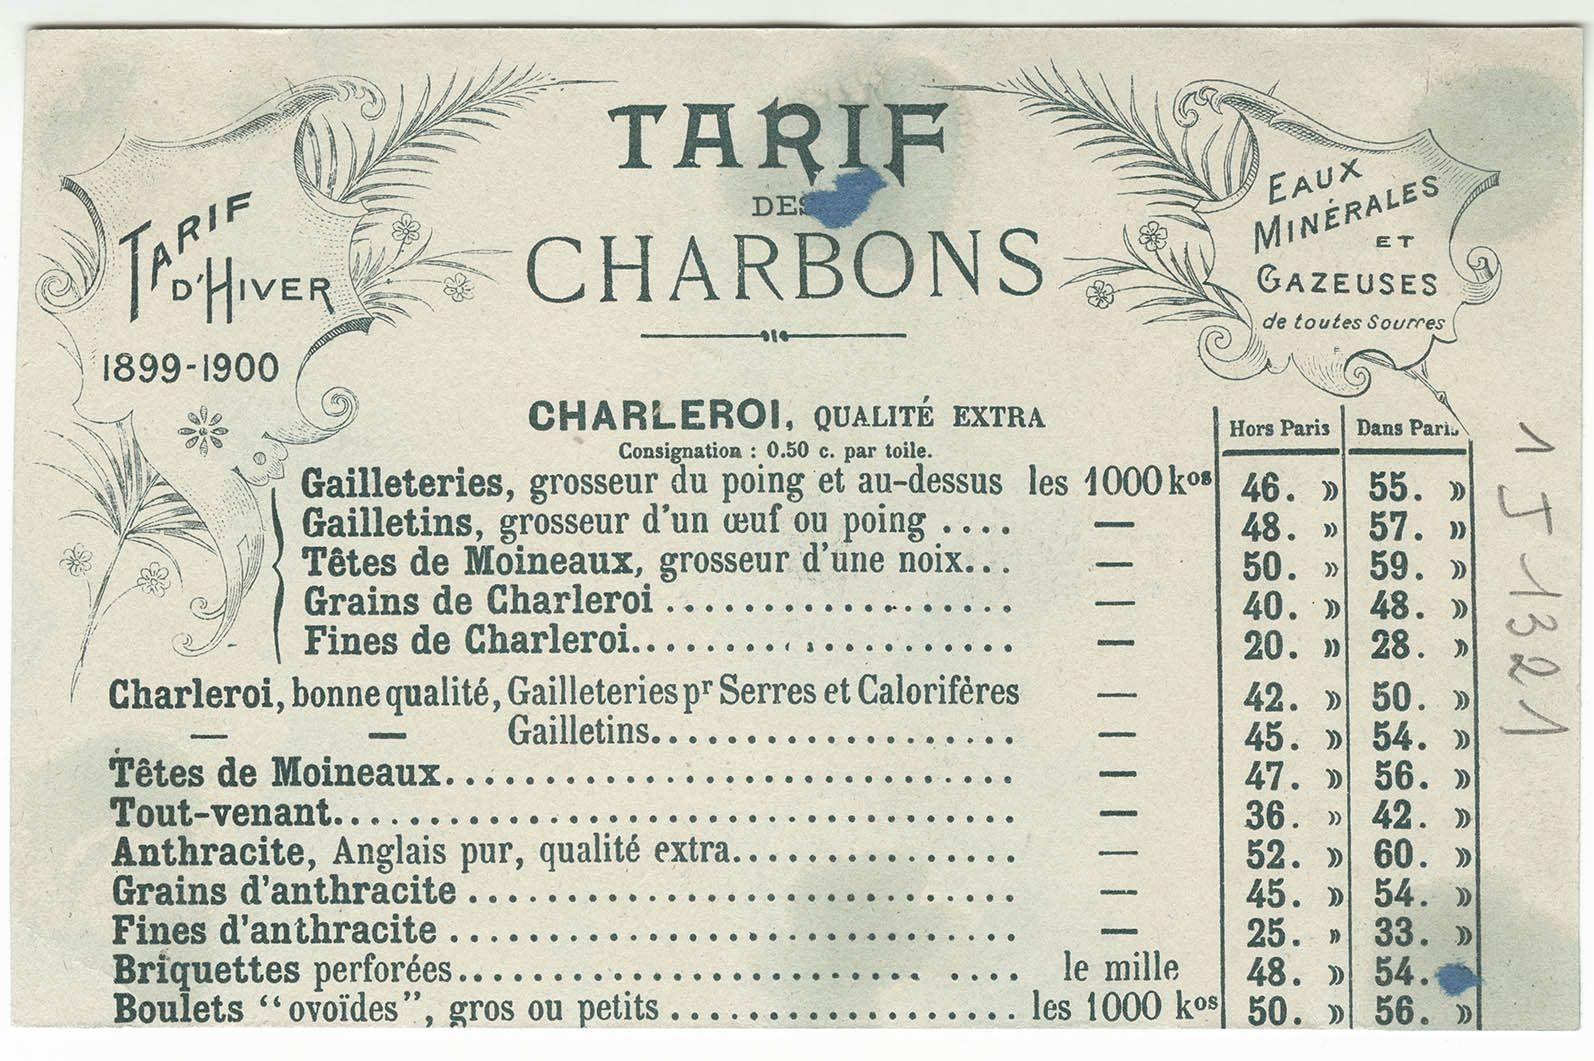 TARIF
DES
CHARBONS
TARIF
D'HIVER
1899-1900
EAUX
MINÉRALES
ET
GAZEUSES
de toutes Sources
CHARLEROI, QUALITÉ EXTRA
Consignation : 0.50 c. par toile.
Hors Paris Dans Paris
Gailleteries, grosseur du poing et au-dessus les 1000 kos 46. » 55. »
Gailletins, grosseur d'un œuf ou poing .... — 48. » 57. »
Têtes de Moineaux, grosseur d'une noix... — 50. » 59. »
Grains de Charleroi .................. — 40. » 48. »
Fines de Charleroi.................... — 20. » 28. »
Charleroi, bonne qualité, Gailleteries pr Serres et Calorifères — 42. » 50. »
— — Gailletins................... — 45. » 54. »
Têtes de Moineaux.............................. — 47. » 56. »
Tout-venant.................................... — 36. » 42. »
Anthracite, Anglais pur, qualité extra............... — 52. » 60. »
Grains d'anthracite ............................. — 45. » 54. »
Fines d'anthracite .............................. — 25. » 33. »
Briquettes perforées............................. le mille 48. » 54.
Boulets “ovoïdes”, gros ou petits .................. les 1000 kos 50. » 56. »
1 J 1321